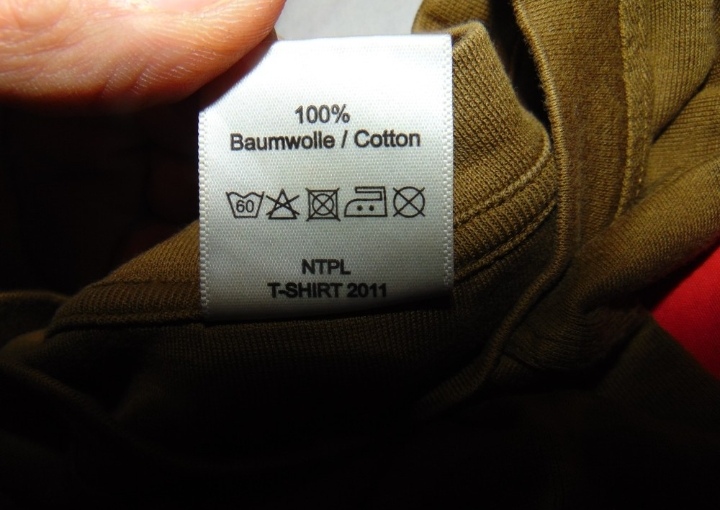 100%
Baumwolle / Cotton
60
NTPL
T-SHIRT 2011